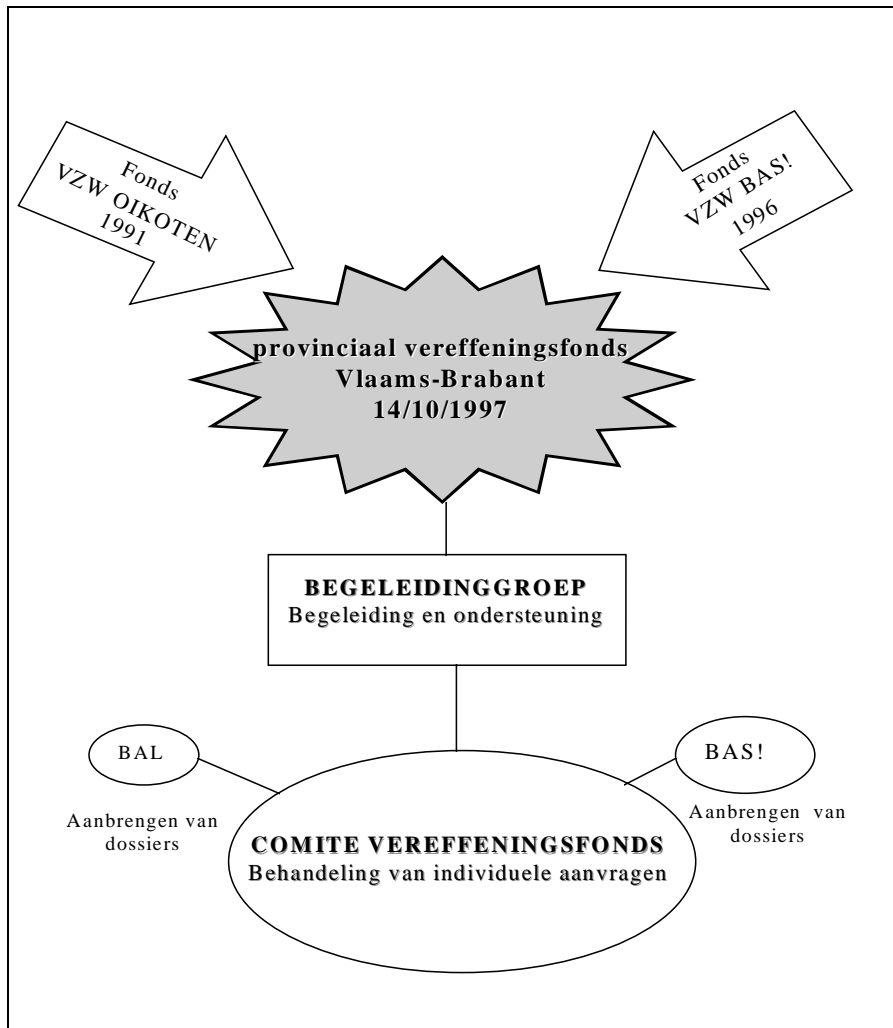 Fonds
VZW OIKOTEN
1991
Fonds
VZW BAS!
1996
provinciaal vereffeningsfonds
Vlaams-Brabant
14/10/1997
BEGELEIDINGGROEP
Begeleiding en ondersteuning
BAL
Aanbrengen van
dossiers
BAS!
Aanbrengen van
dossiers
COMITE VEREFFENINGSFONDS
Behandeling van individuele aanvragen